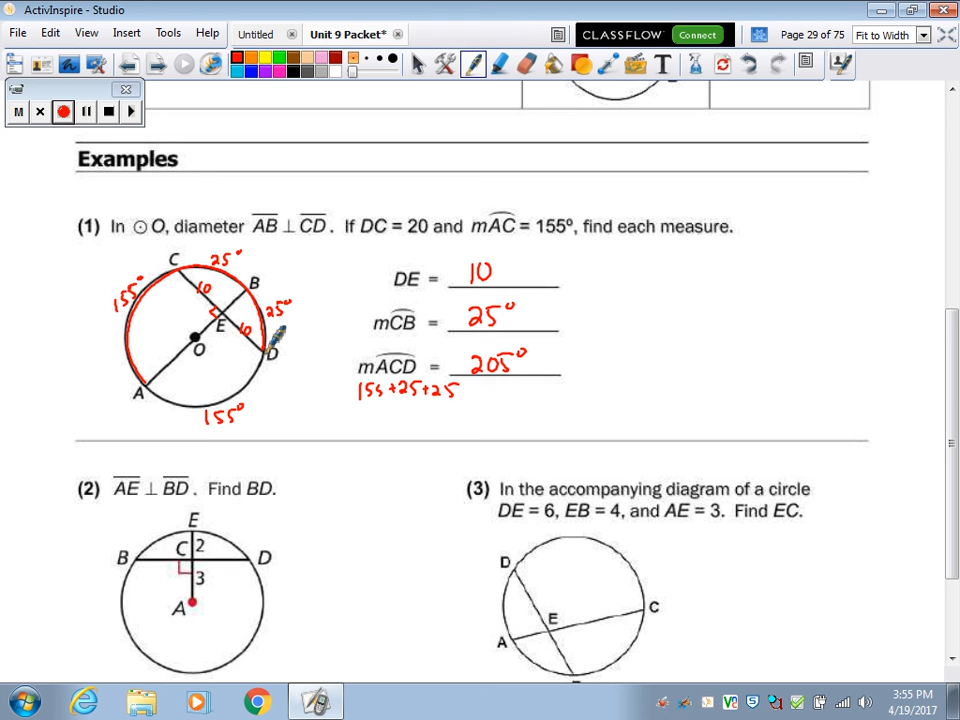 ActivInspire - Studio
File Edit View Insert Tools Help Untitled Unit 9 Packet* CLASSFLOW Connect Page 29 of 75 Fit to Width
M
Examples
(1) In ⊙ O, diameter AB ⊥ CD. If DC = 20 and mAC = 155º, find each measure.
C 25°
155° 10 B
25°
E 10
O D
A
155°
DE = 10
mCB = 25°
mACD = 205°
155+25+25
(2) AE ⊥ BD. Find BD.
E
C 2
B D
3
A
(3) In the accompanying diagram of a circle
DE = 6, EB = 4, and AE = 3. Find EC.
D
E C
A
3:55 PM
4/19/2017